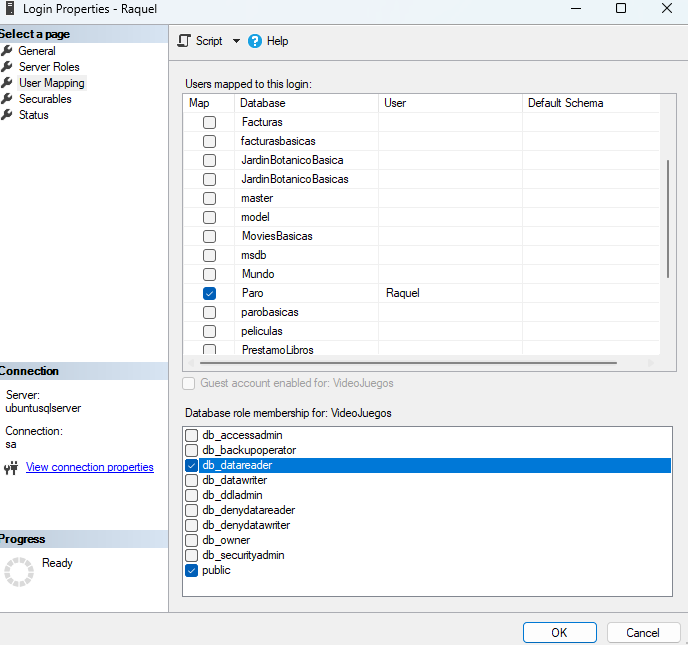 Login Properties - Raquel
Select a page
General
Server Roles
User Mapping
Securables
Status
Connection
Server:
ubuntusqlserver
Connection:
sa
View connection properties
Progress
Ready
Script
Help
Users mapped to this login:
Map Database User Default Schema
Facturas
facturasbasicas
JardinBotanicoBasica
JardinBotanicoBasicas
master
model
MoviesBasicas
msdb
Mundo
Paro Raquel
parobasicas
peliculas
PrestamoLibros
Guest account enabled for: VideoJuegos
Database role membership for: VideoJuegos
db_accessadmin
db_backupoperator
db_datareader
db_datawriter
db_ddladmin
db_denydatareader
db_denydatawriter
db_owner
db_securityadmin
public
OK Cancel